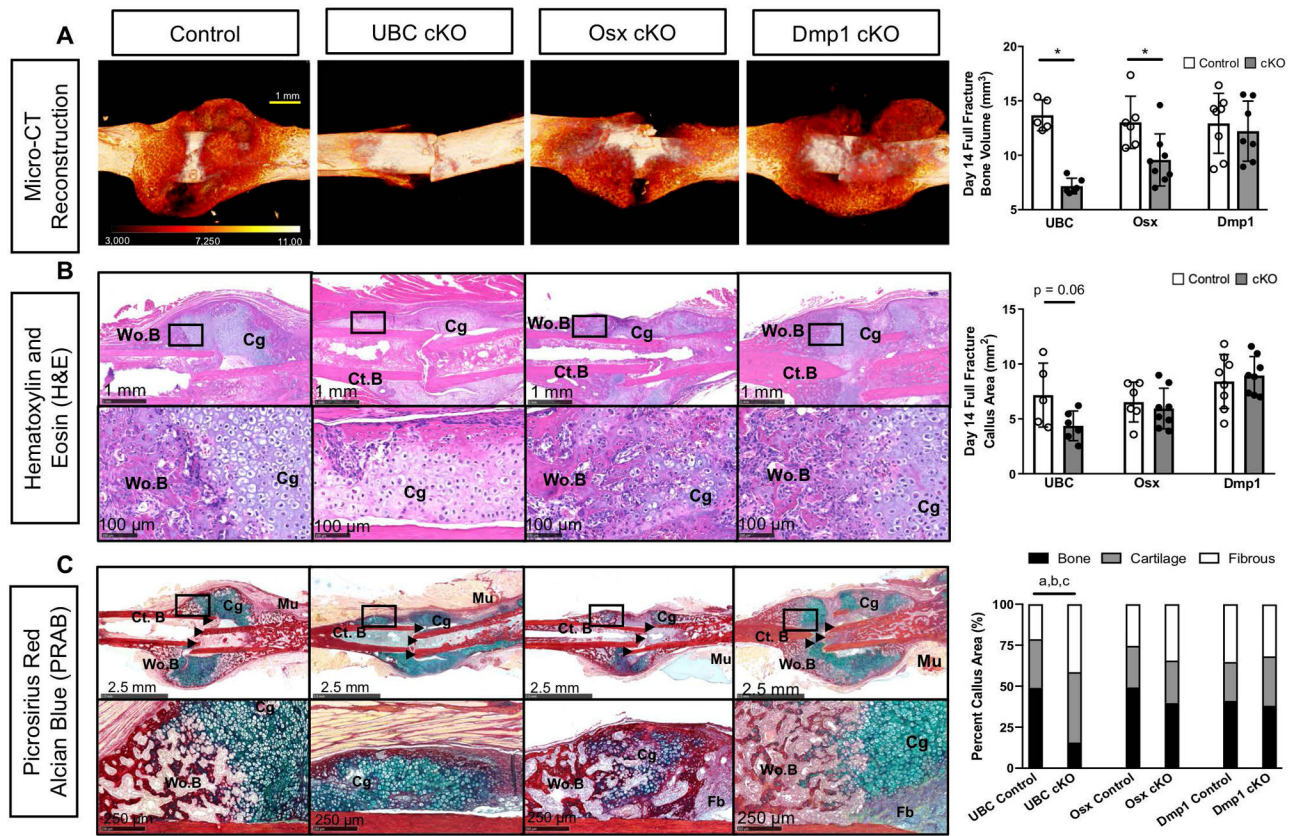 A
Control
UBC cKO
Osx cKO
Dmp1 cKO
Micro-CT
Reconstruction
1 mm
3,000 7,250 11.00
Day 14 Full Fracture
Bone Volume (mm3)
15
10
5
20
* *
Control cKO
UBC Osx Dmp1
B
Hematoxylin and
Eosin (H&E)
Wo.B Cg
1 mm
Cg
Ct.B
1 mm
Wo.B Cg
1 mm
Wo.B Cg
Ct.B
1 mm
Wo.B Cg
100 µm
Cg
100 µm
Wo.B Cg
100 µm
Wo.B Cg
100 µm
Day 14 Full Fracture
Callus Area (mm2)
15
10
5
0
p = 0.06
Control cKO
UBC Osx Dmp1
C
Picrosirius Red
Alcian Blue (PRAB)
Cg Mu
Ct. B
Wo.B
2.5 mm
Mu
Cg
Ct. B
2.5 mm
Cg
Ct. B
Mu
2.5 mm
Cg
Ct. B
Wo.B Mu
2.5 mm
Cg
Wo.B
250 µm
Cg
250 µm
Cg
Wo.B
Fb
250 µm
Cg
Wo.B
Fb
250 µm
Bone Cartilage Fibrous
a,b,c
Percent Callus Area (%)
100
75
50
25
0
UBC Control
UBC cKO
Osx Control
Osx cKO
Dmp1 Control
Dmp1 cKO